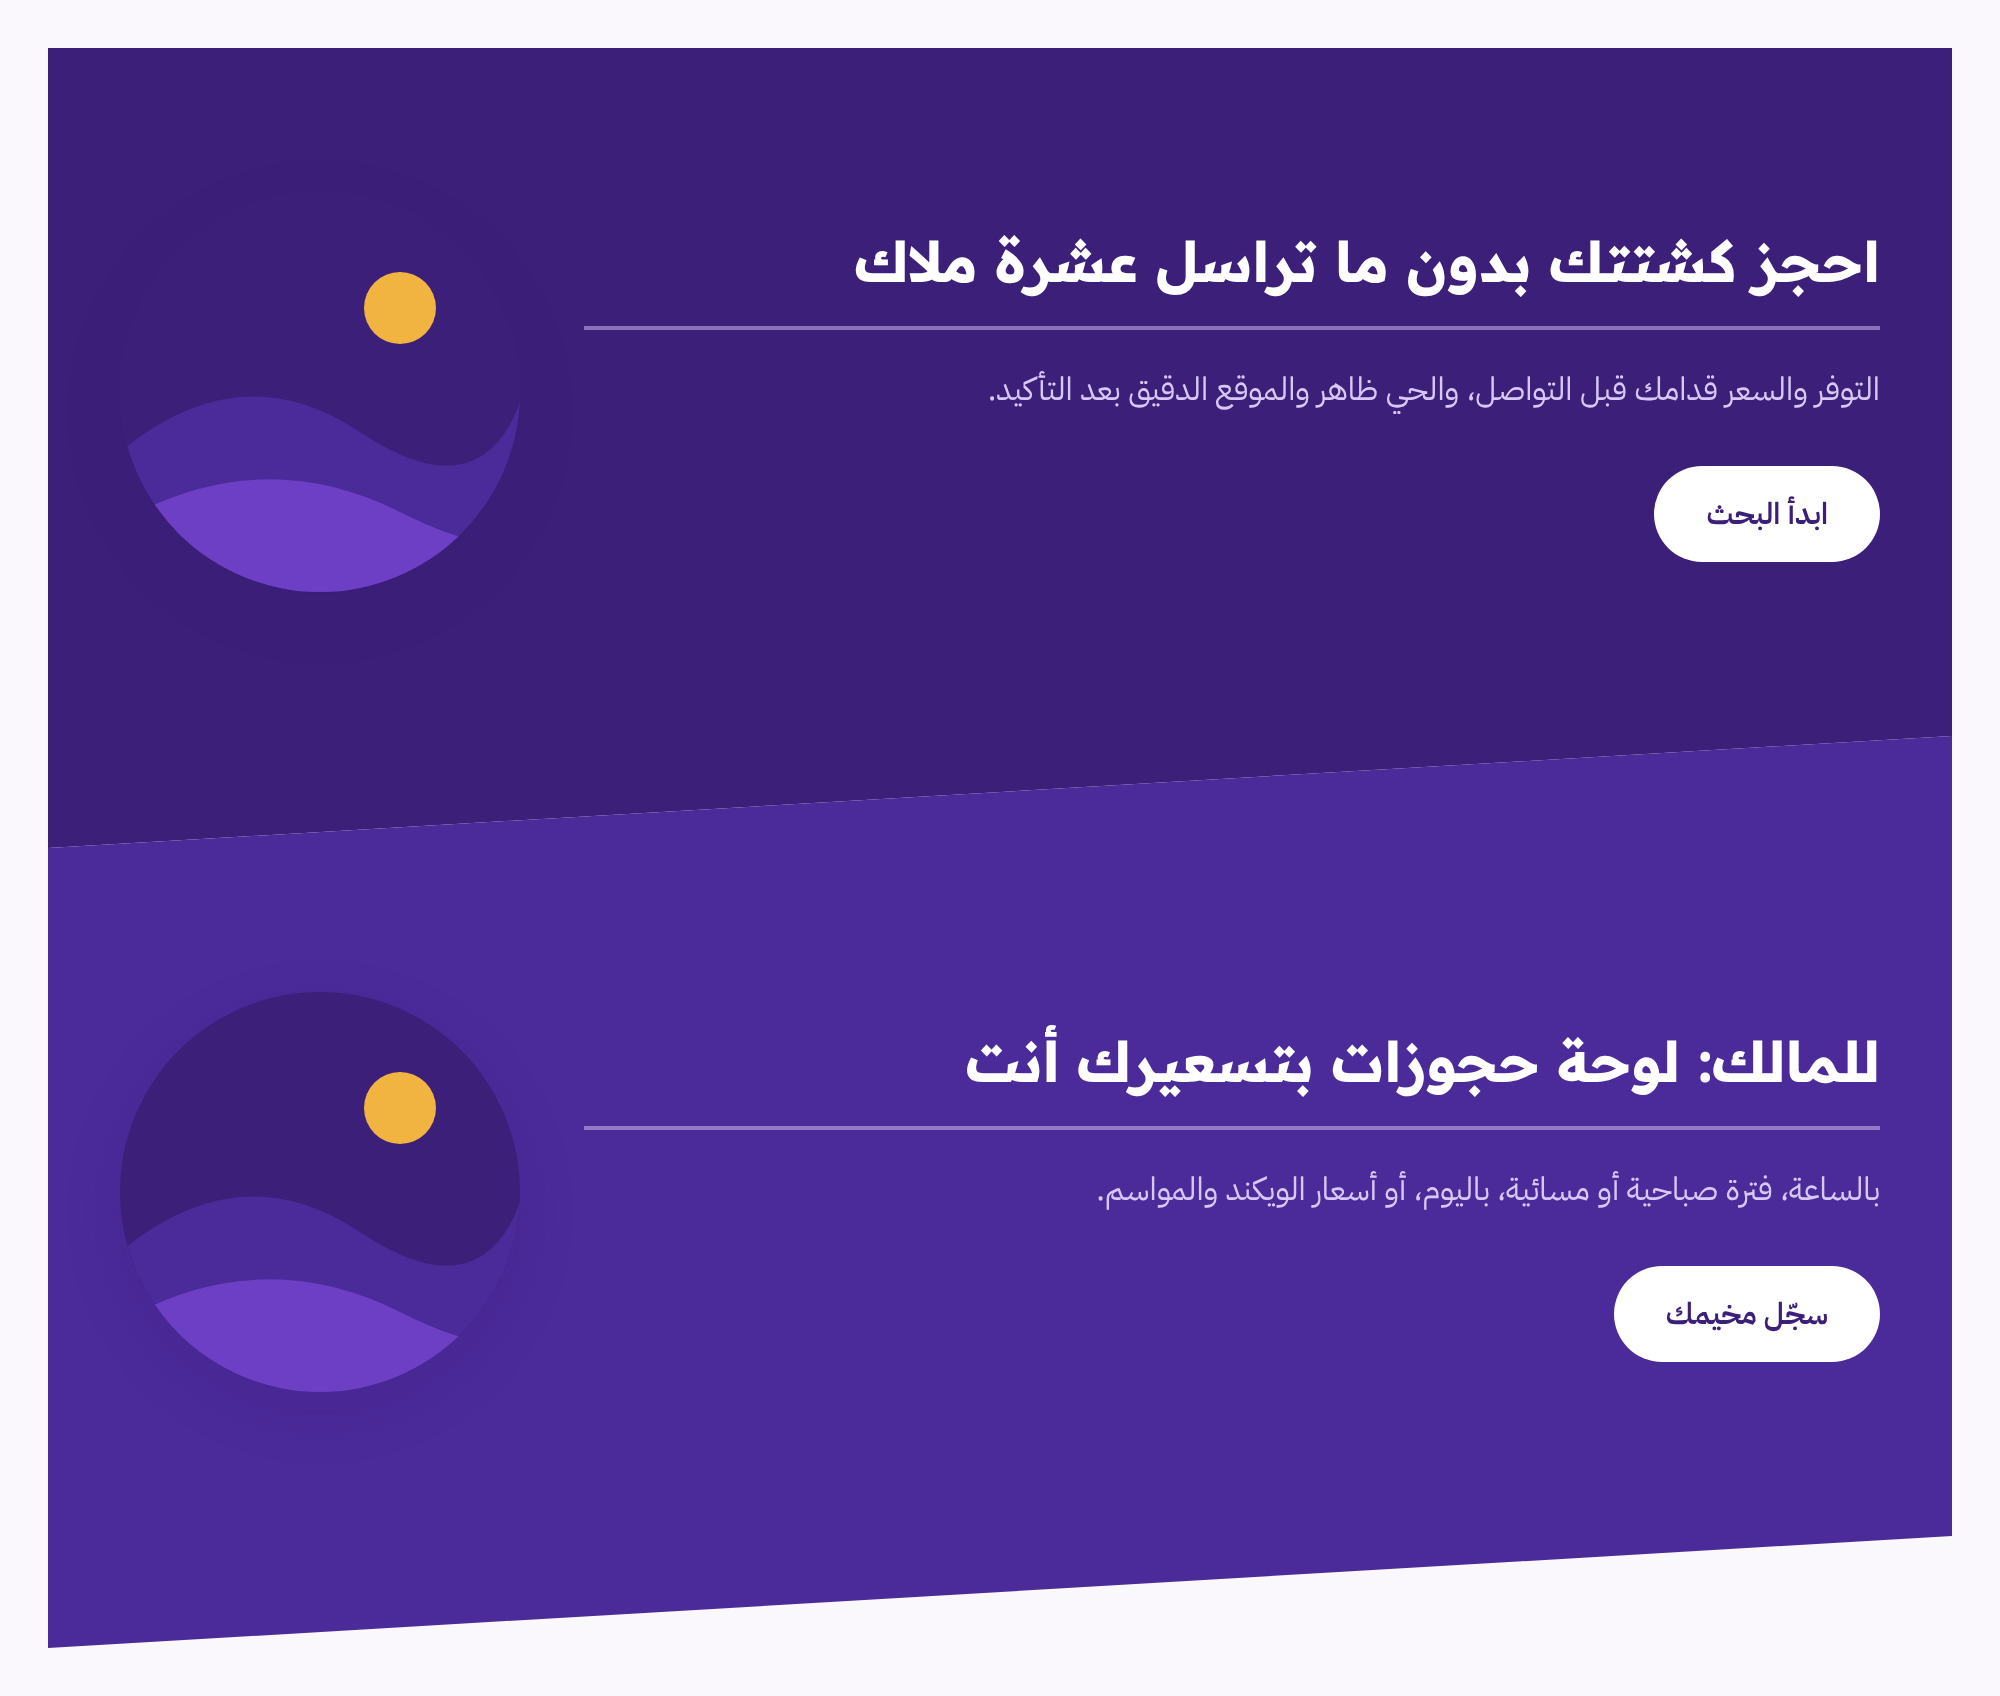 احجز كشتتك بدون ما تراسل عشرة ملاك
التوفر والسعر قدامك قبل التواصل، والحي ظاهر والموقع الدقيق بعد التأكيد.
ابدأ البحث
للمالك: لوحة حجوزات بتسعيرك أنت
بالساعة، فترة صباحية أو مسائية، باليوم، أو أسعار الويكند والمواسم.
سجّل مخيمك